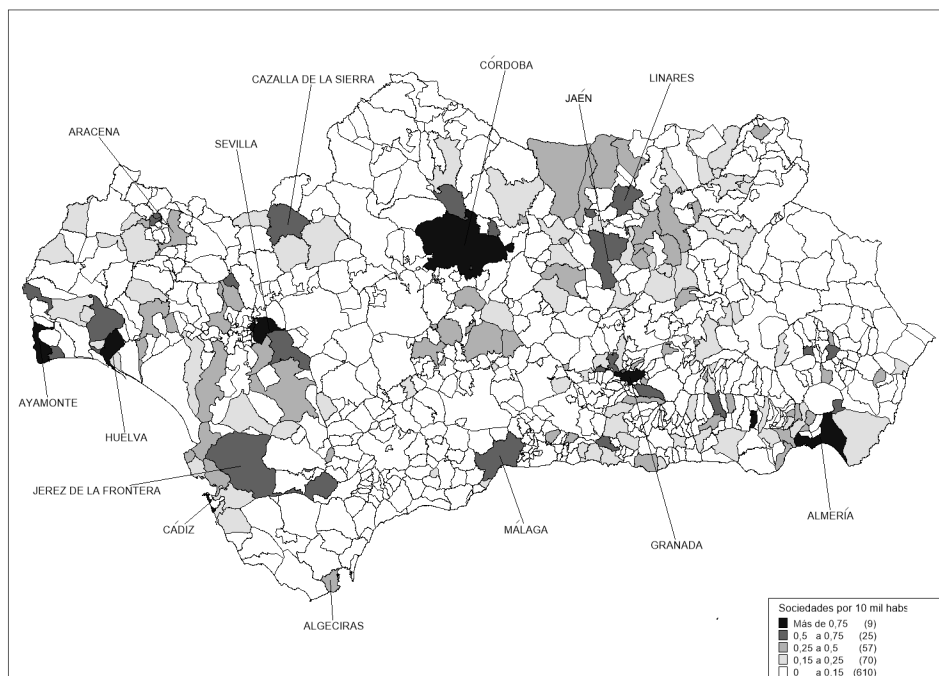 CÓRDOBA
CAZALLA DE LA SIERRA
LINARES
JAÉN
ARACENA
SEVILLA
AYAMONTE
HUELVA
JEREZ DE LA FRONTERA
CÁDIZ
MÁLAGA
ALMERÍA
GRANADA
ALGECIRAS
Sociedades por 10 mil habs
Más de 0,75 (9)
0,5 a 0,75 (25)
0,25 a 0,5 (57)
0,15 a 0,25 (70)
0 a 0,15 (610)